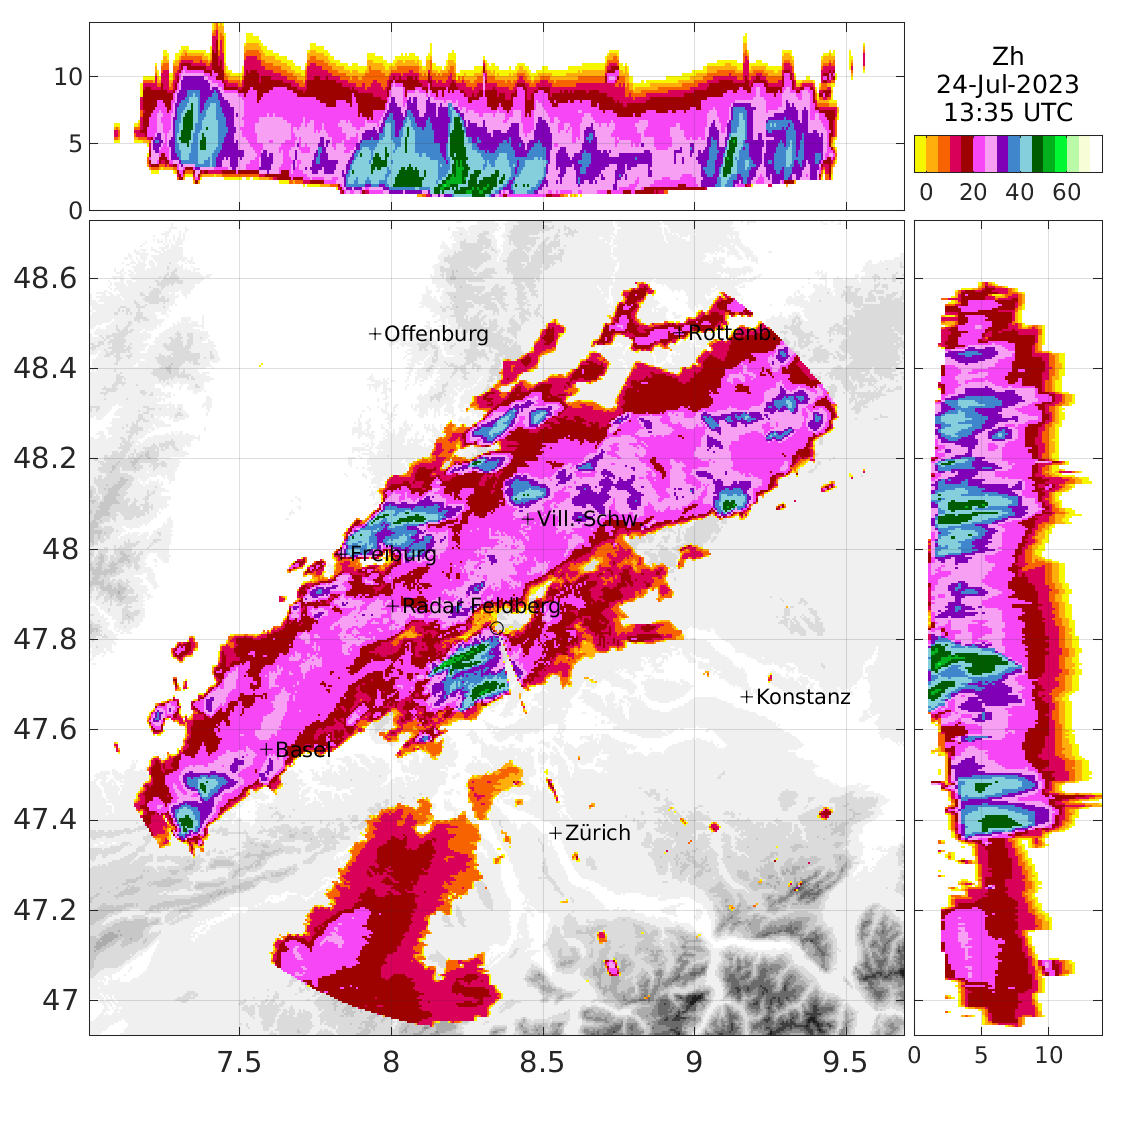 10
5
0
Zh
24-Jul-2023
13:35 UTC
0 20 40 60
48.6
48.4
48.2
48
47.8
47.6
47.4
47.2
47
+Offenburg
+Rottenb.
+Vill.-Schw.
+Freiburg
+Radar Feldberg
+Konstanz
+Basel
+Zürich
7.5 8 8.5 9 9.5
0 5 10